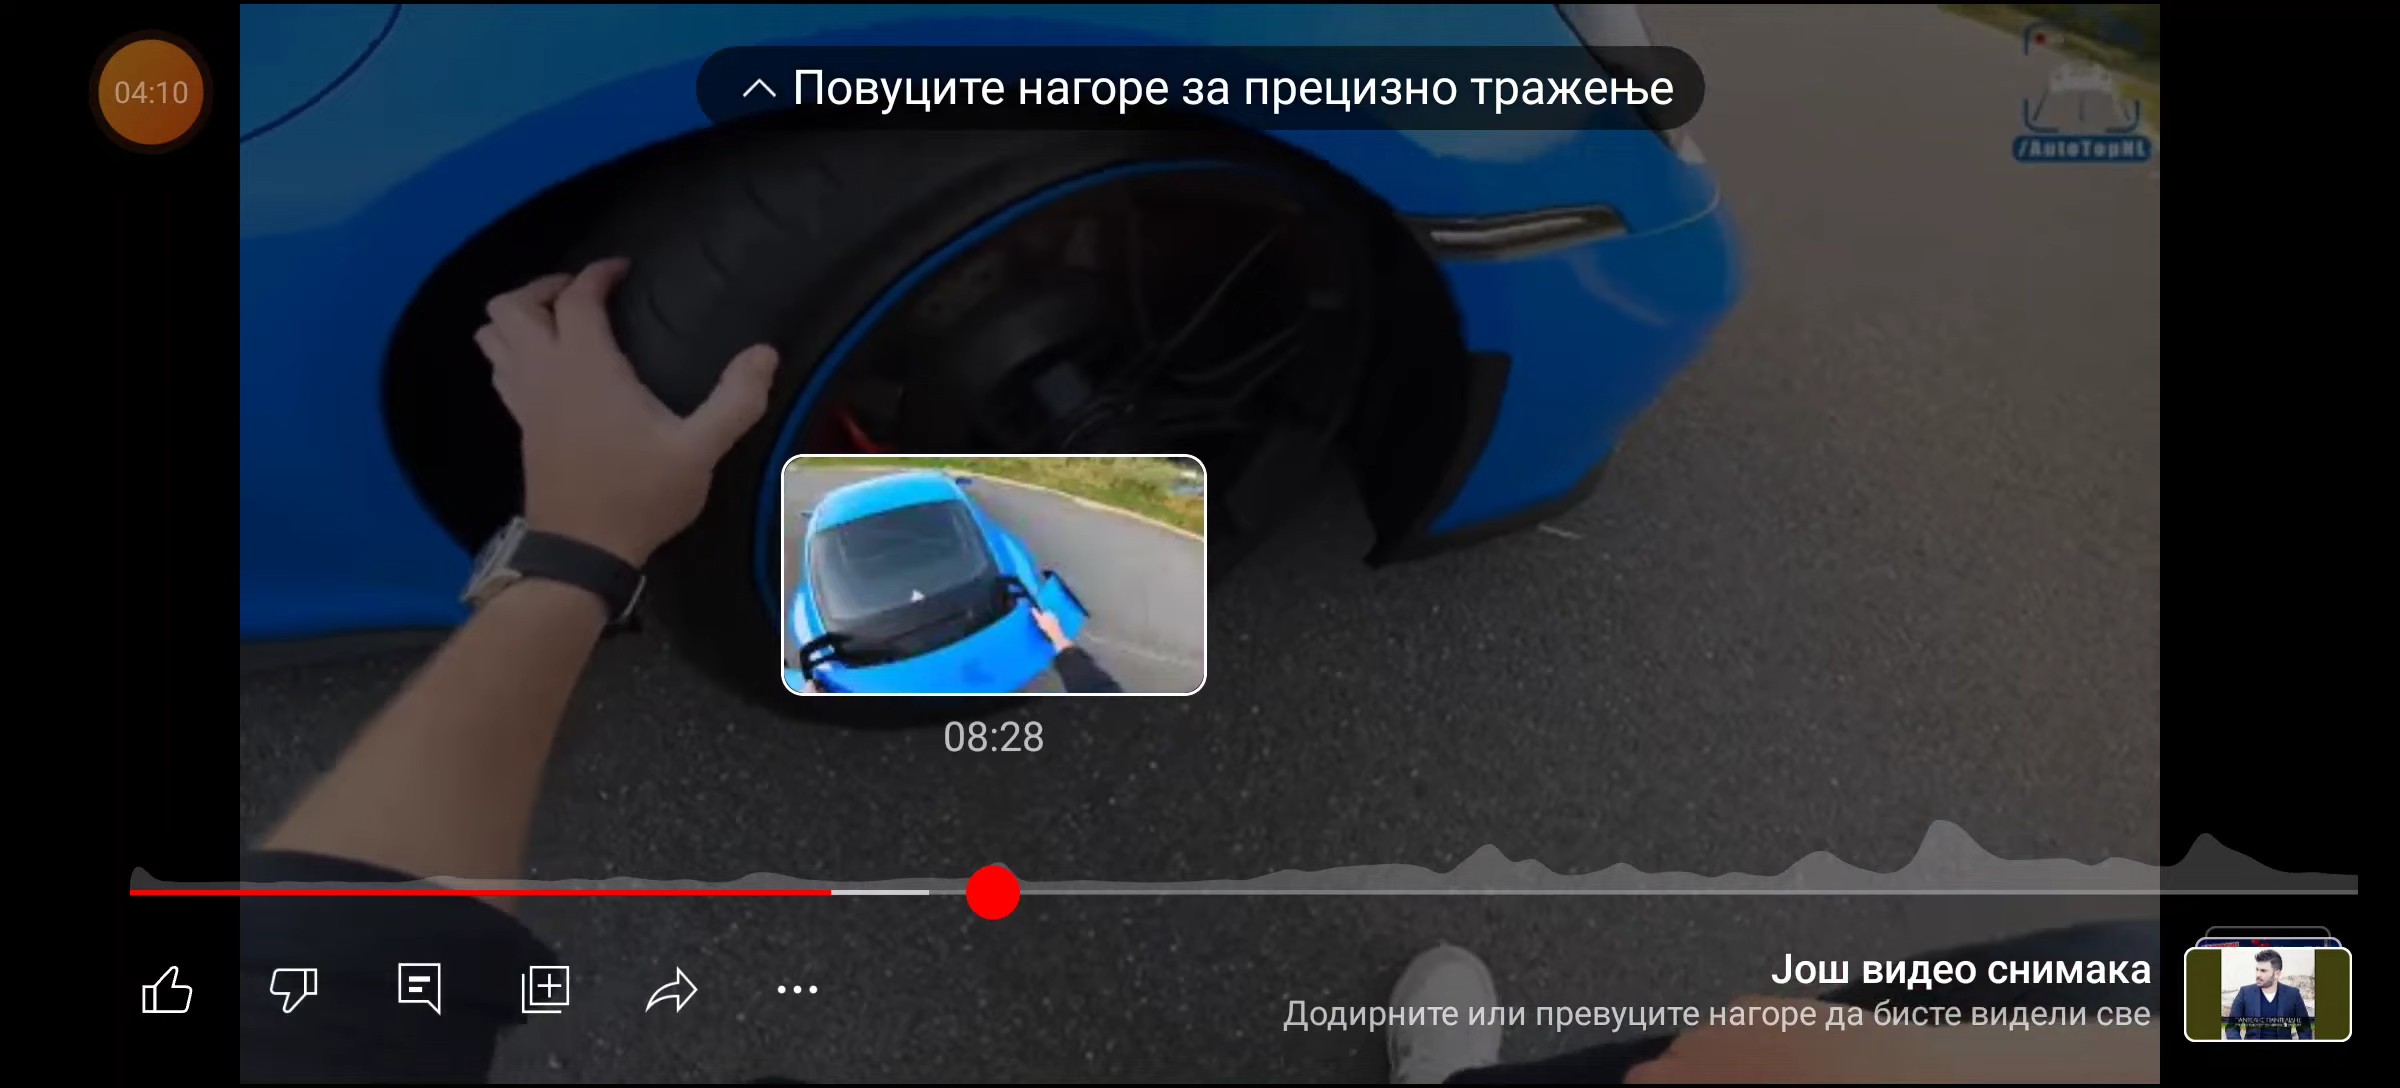 04:10
Повуците нагоре за прецизно тражење
/AutoTopNL
08:28
Још видео снимака
Додирните или превуците нагоре да бисте видели све